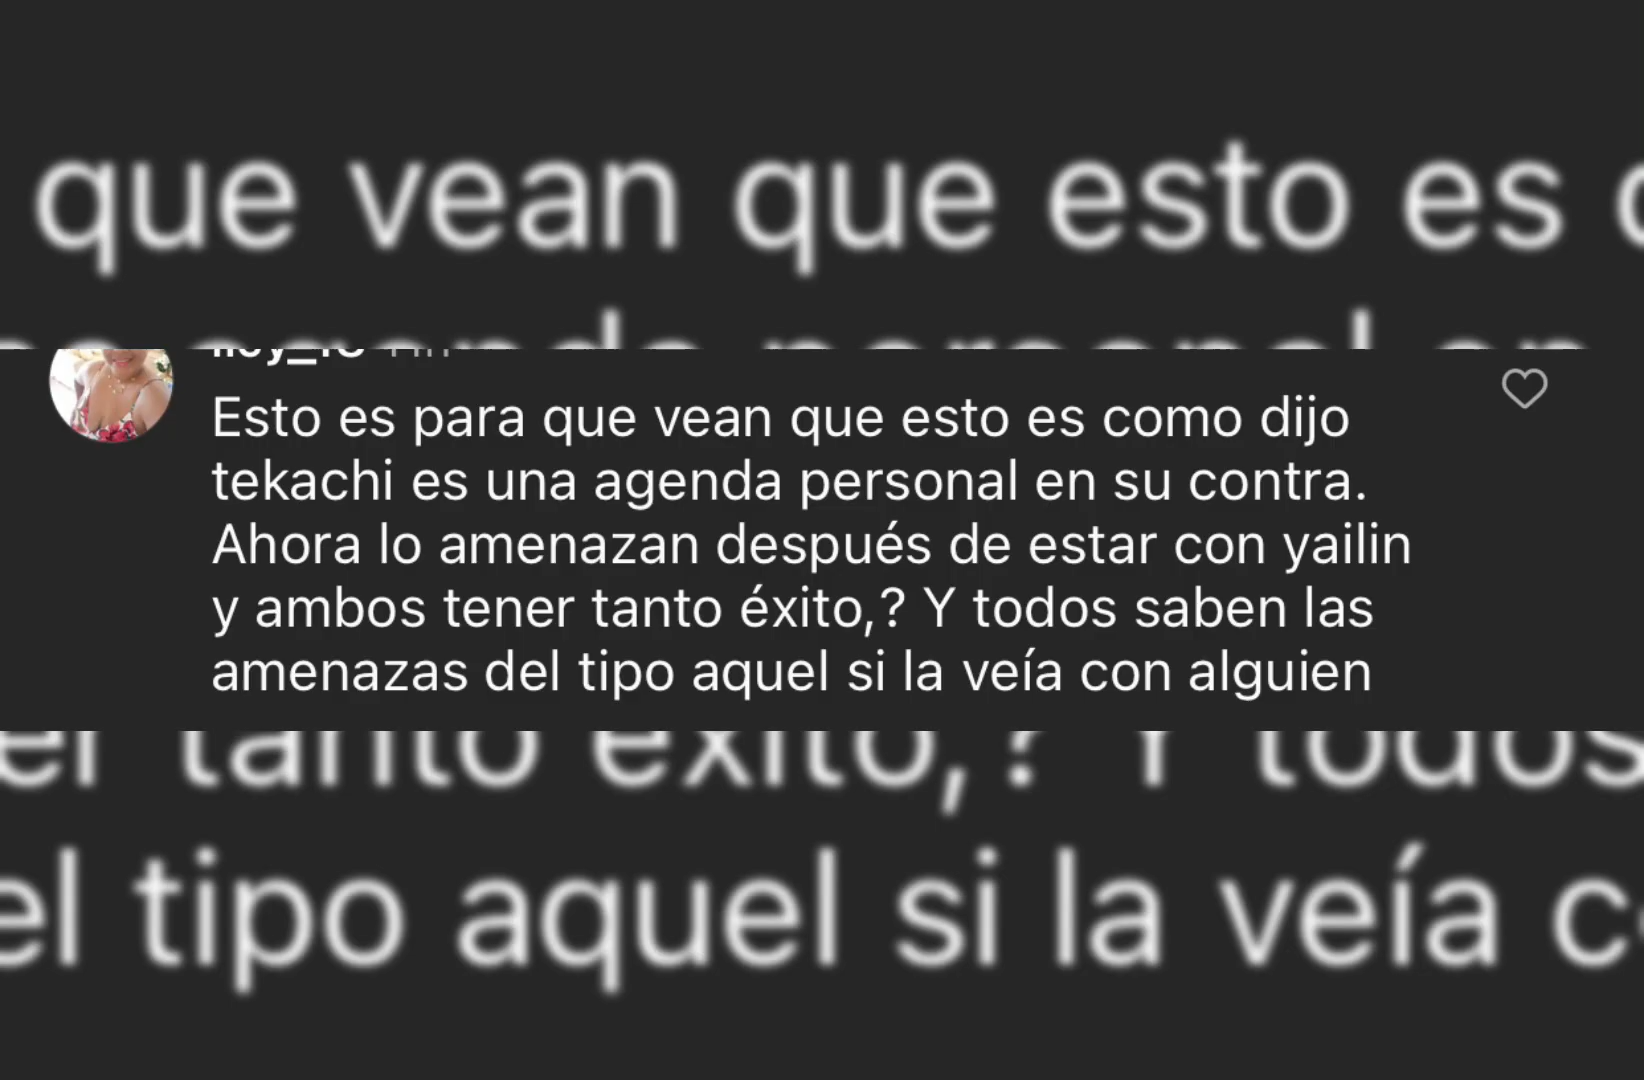 que vean que esto es
Esto es para que vean que esto es como dijo
tekachi es una agenda personal en su contra.
Ahora lo amenazan después de estar con yailin
y ambos tener tanto éxito,? Y todos saben las
amenazas del tipo aquel si la veía con alguien
tanto éxito,? Y todos
el tipo aquel si la veía